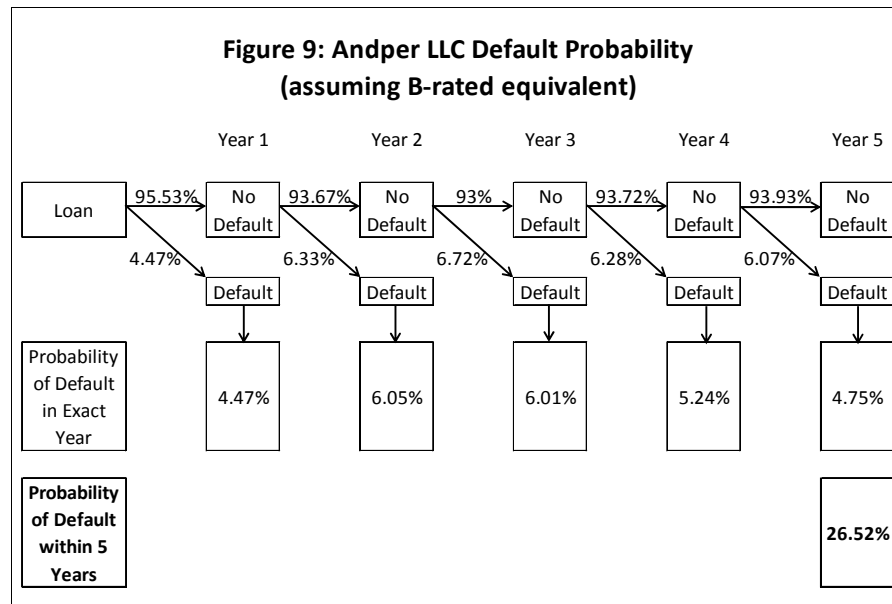 Figure 9: Andper LLC Default Probability
(assuming B-rated equivalent)
Year 1 Year 2 Year 3 Year 4 Year 5
Loan
95.53%
No
Default
93.67%
No
Default
93%
No
Default
93.72%
No
Default
93.93%
No
Default
4.47%
Default
6.33%
Default
6.72%
Default
6.28%
Default
6.07%
Default
Probability
of Default
in Exact
Year
4.47%
6.05%
6.01%
5.24%
4.75%
Probability
of Default
within 5
Years
26.52%